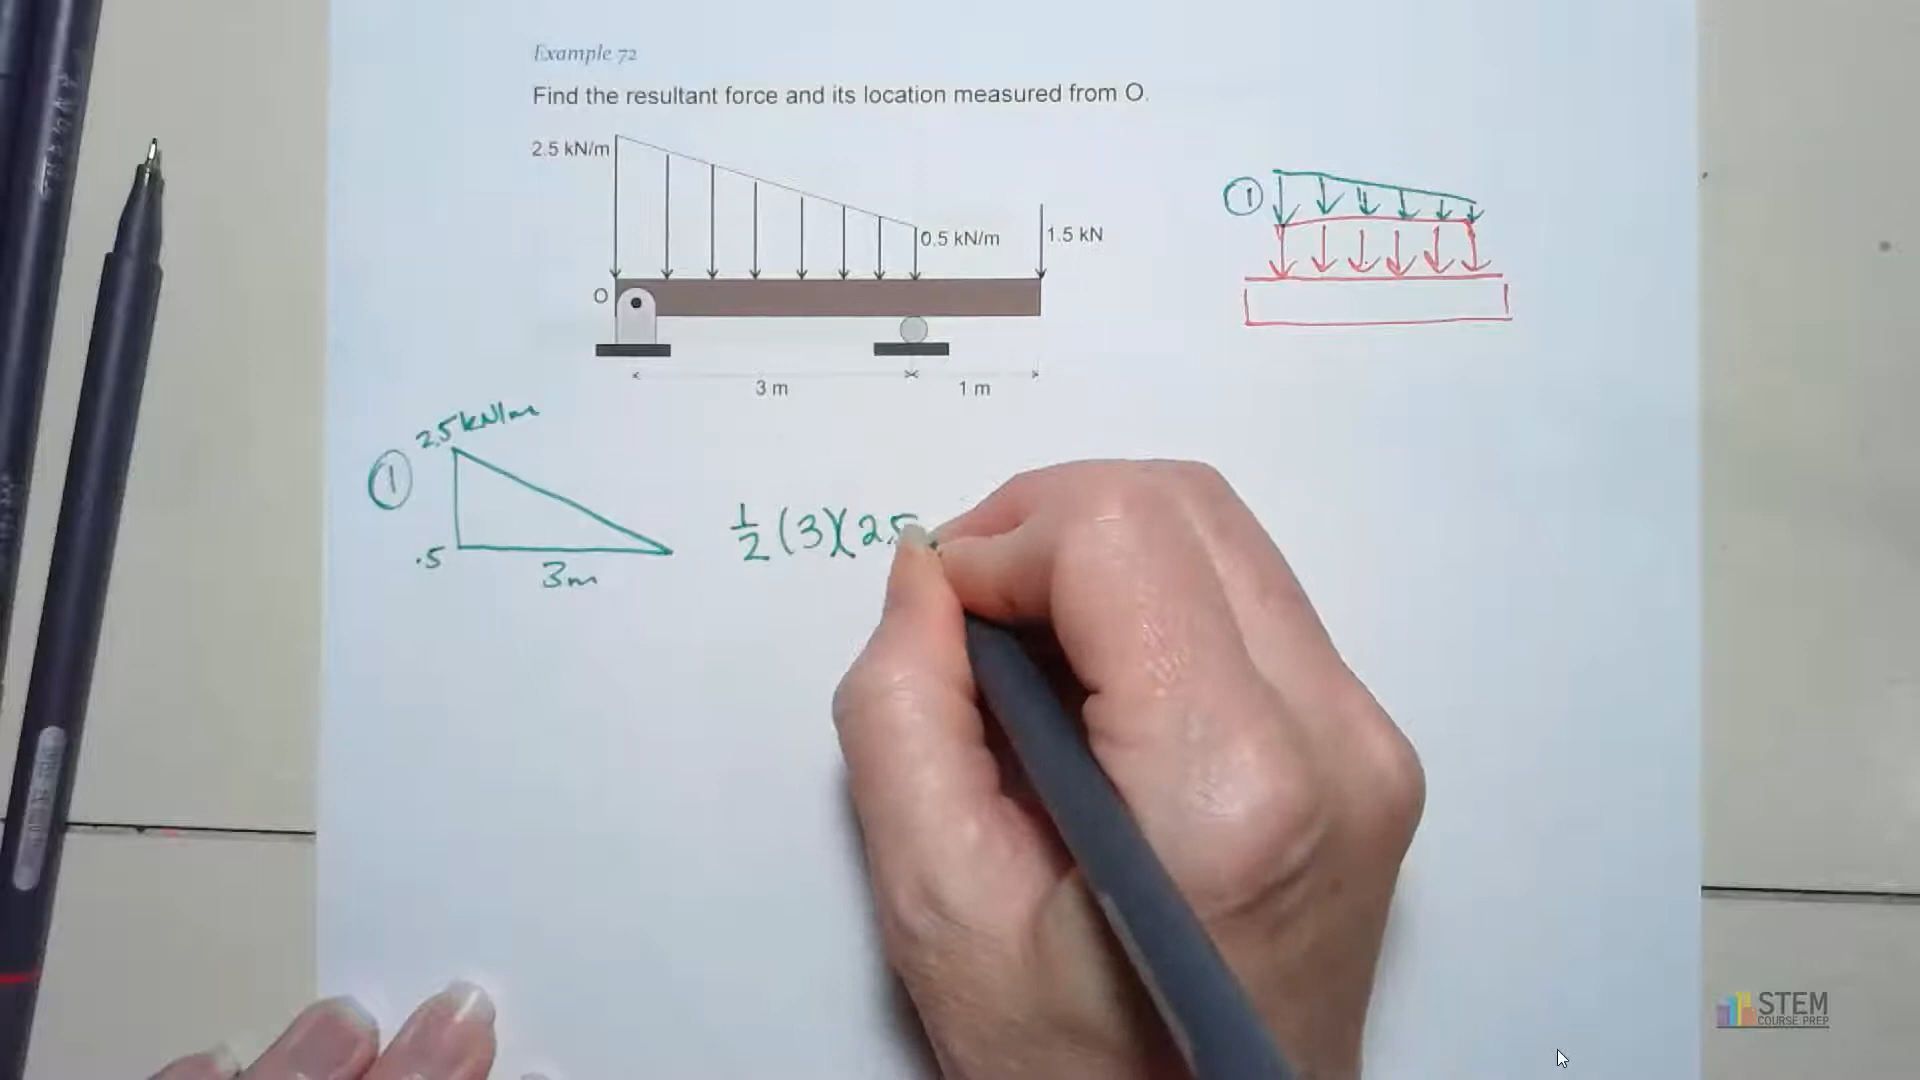 Example 72
Find the resultant force and its location measured from O.
2.5 kN/m
0.5 kN/m
1.5 kN
O
3 m
1 m
①
①
2.5 kN/m
.5
3m
1/2 (3)(2.5
STEM
COURSE PREP